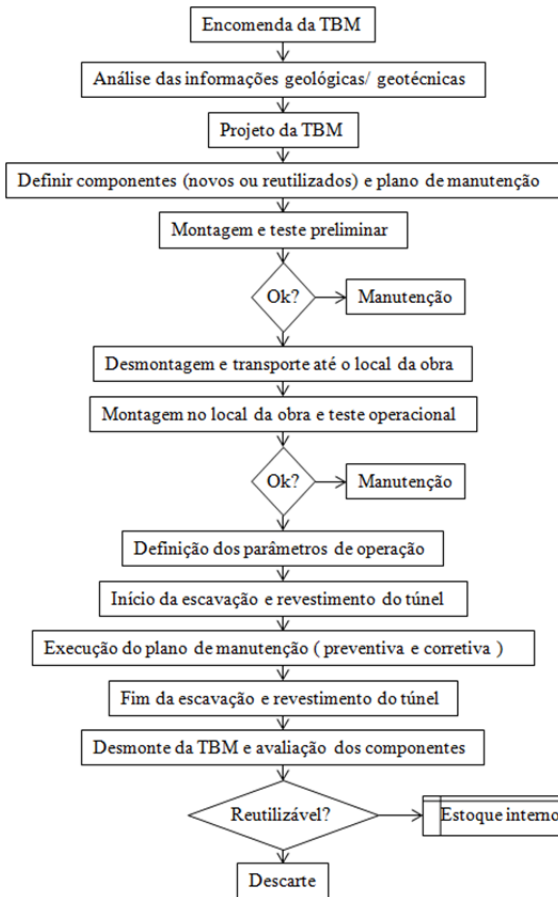 Encomenda da TBM
Análise das informações geológicas/ geotécnicas
Projeto da TBM
Definir componentes (novos ou reutilizados) e plano de manutenção
Montagem e teste preliminar
Ok?
Manutenção
Desmontagem e transporte até o local da obra
Montagem no local da obra e teste operacional
Ok?
Manutenção
Definição dos parâmetros de operação
Início da escavação e revestimento do túnel
Execução do plano de manutenção ( preventiva e corretiva )
Fim da escavação e revestimento do túnel
Desmonte da TBM e avaliação dos componentes
Reutilizável?
Estoque interno
Descarte